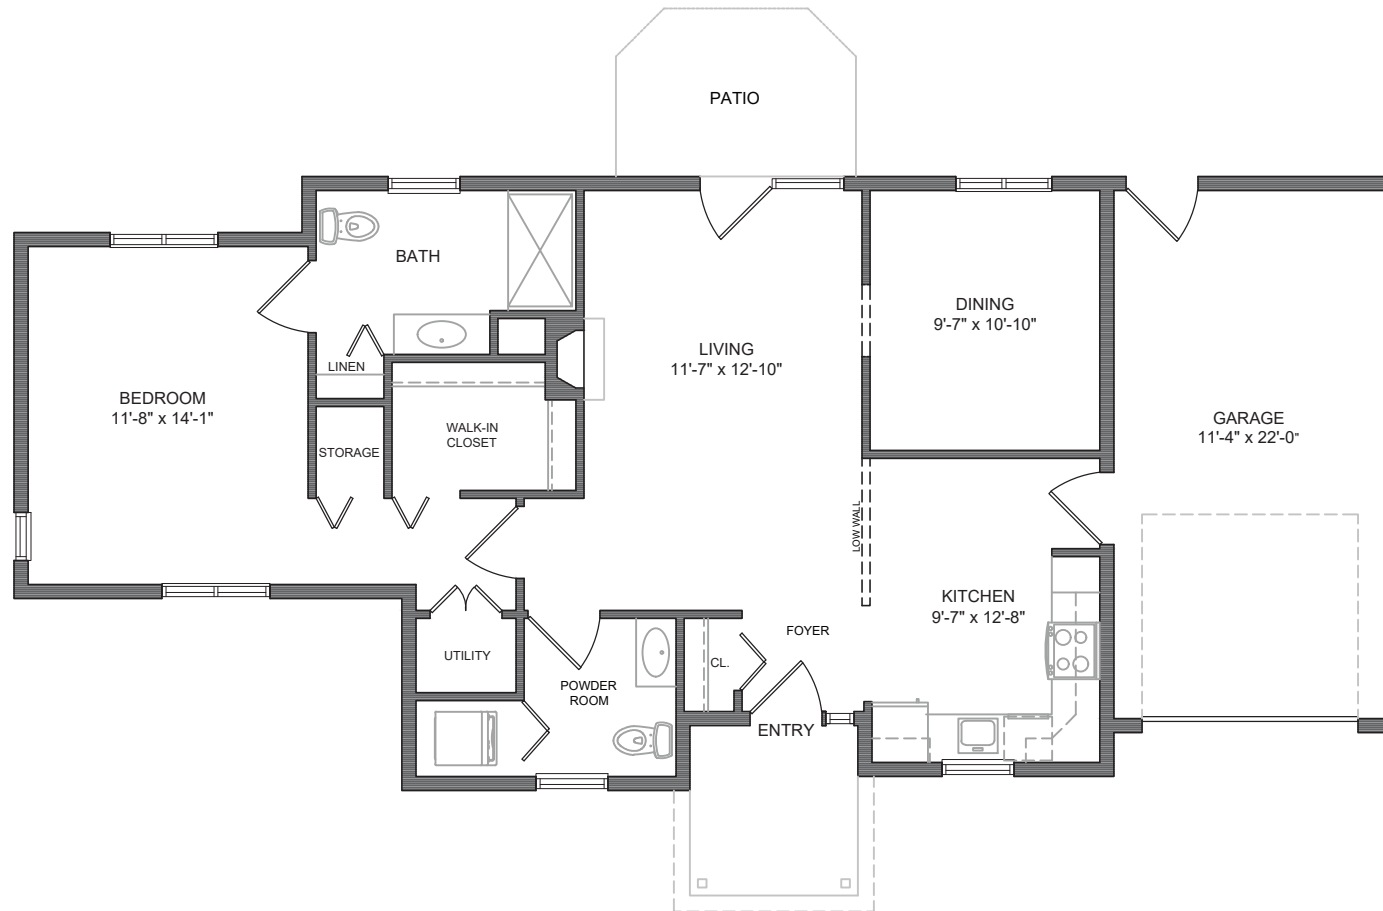 PATIO
BATH
DINING
9'-7" x 10'-10"
LIVING
11'-7" x 12'-10"
LINEN
BEDROOM
11'-8" x 14'-1"
WALK-IN
CLOSET
STORAGE
GARAGE
11'-4" x 22'-0"
LOW WALL
KITCHEN
9'-7" x 12'-8"
FOYER
UTILITY
CL.
POWDER
ROOM
ENTRY